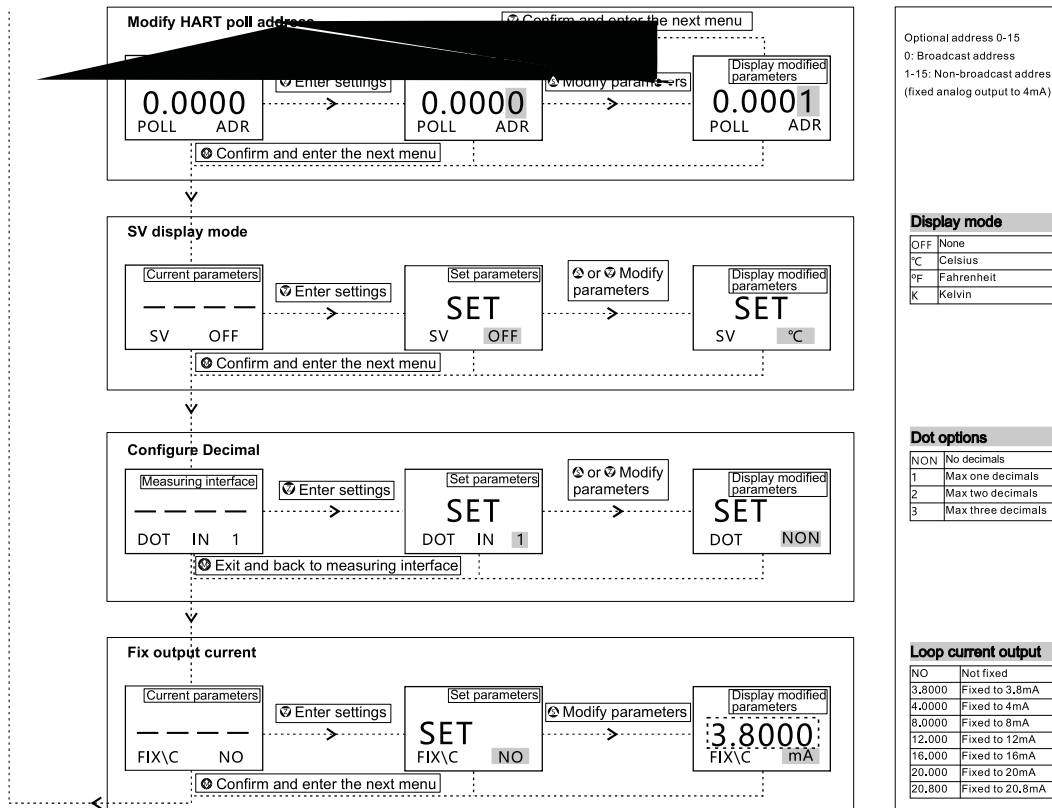 Modify HART poll address
Confirm and enter the next menu
Enter settings
Modify parameters
Display modified
parameters
0.0000
POLL ADR
0.0000
POLL ADR
0.0001
POLL ADR
Confirm and enter the next menu
SV display mode
Current parameters
Enter settings
Set parameters
or Modify
parameters
Display modified
parameters
SET
SET
SV OFF
SV OFF
SV °C
Confirm and enter the next menu
Configure Decimal
Measuring interface
Enter settings
Set parameters
or Modify
parameters
Display modified
parameters
SET
SET
DOT IN 1
DOT IN 1
DOT NON
Exit and back to measuring interface
Fix output current
Current parameters
Enter settings
Set parameters
Modify parameters
Display modified
parameters
SET
3.8000
FIX\C NO
FIX\C NO
FIX\C mA
Confirm and enter the next menu
Optional address 0-15
0: Broadcast address
1-15: Non-broadcast addres
(fixed analog output to 4mA)
Display mode
OFF None
°C Celsius
°F Fahrenheit
K Kelvin
Dot options
NON No decimals
1 Max one decimals
2 Max two decimals
3 Max three decimals
Loop current output
NO Not fixed
3.8000 Fixed to 3.8mA
4.0000 Fixed to 4mA
8.0000 Fixed to 8mA
12.000 Fixed to 12mA
16.000 Fixed to 16mA
20.000 Fixed to 20mA
20.800 Fixed to 20.8mA